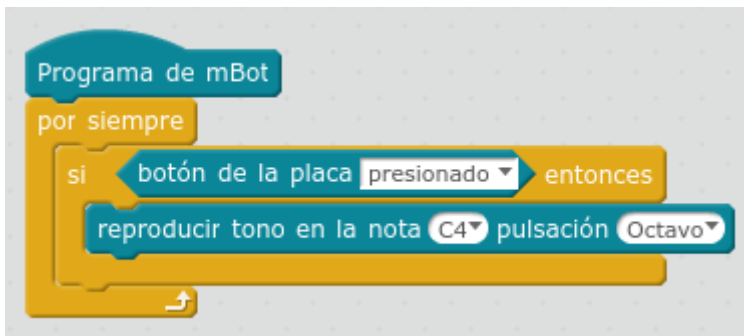 Programa de mBot
por siempre
si botón de la placa presionado entonces
reproducir tono en la nota C4 pulsación Octavo